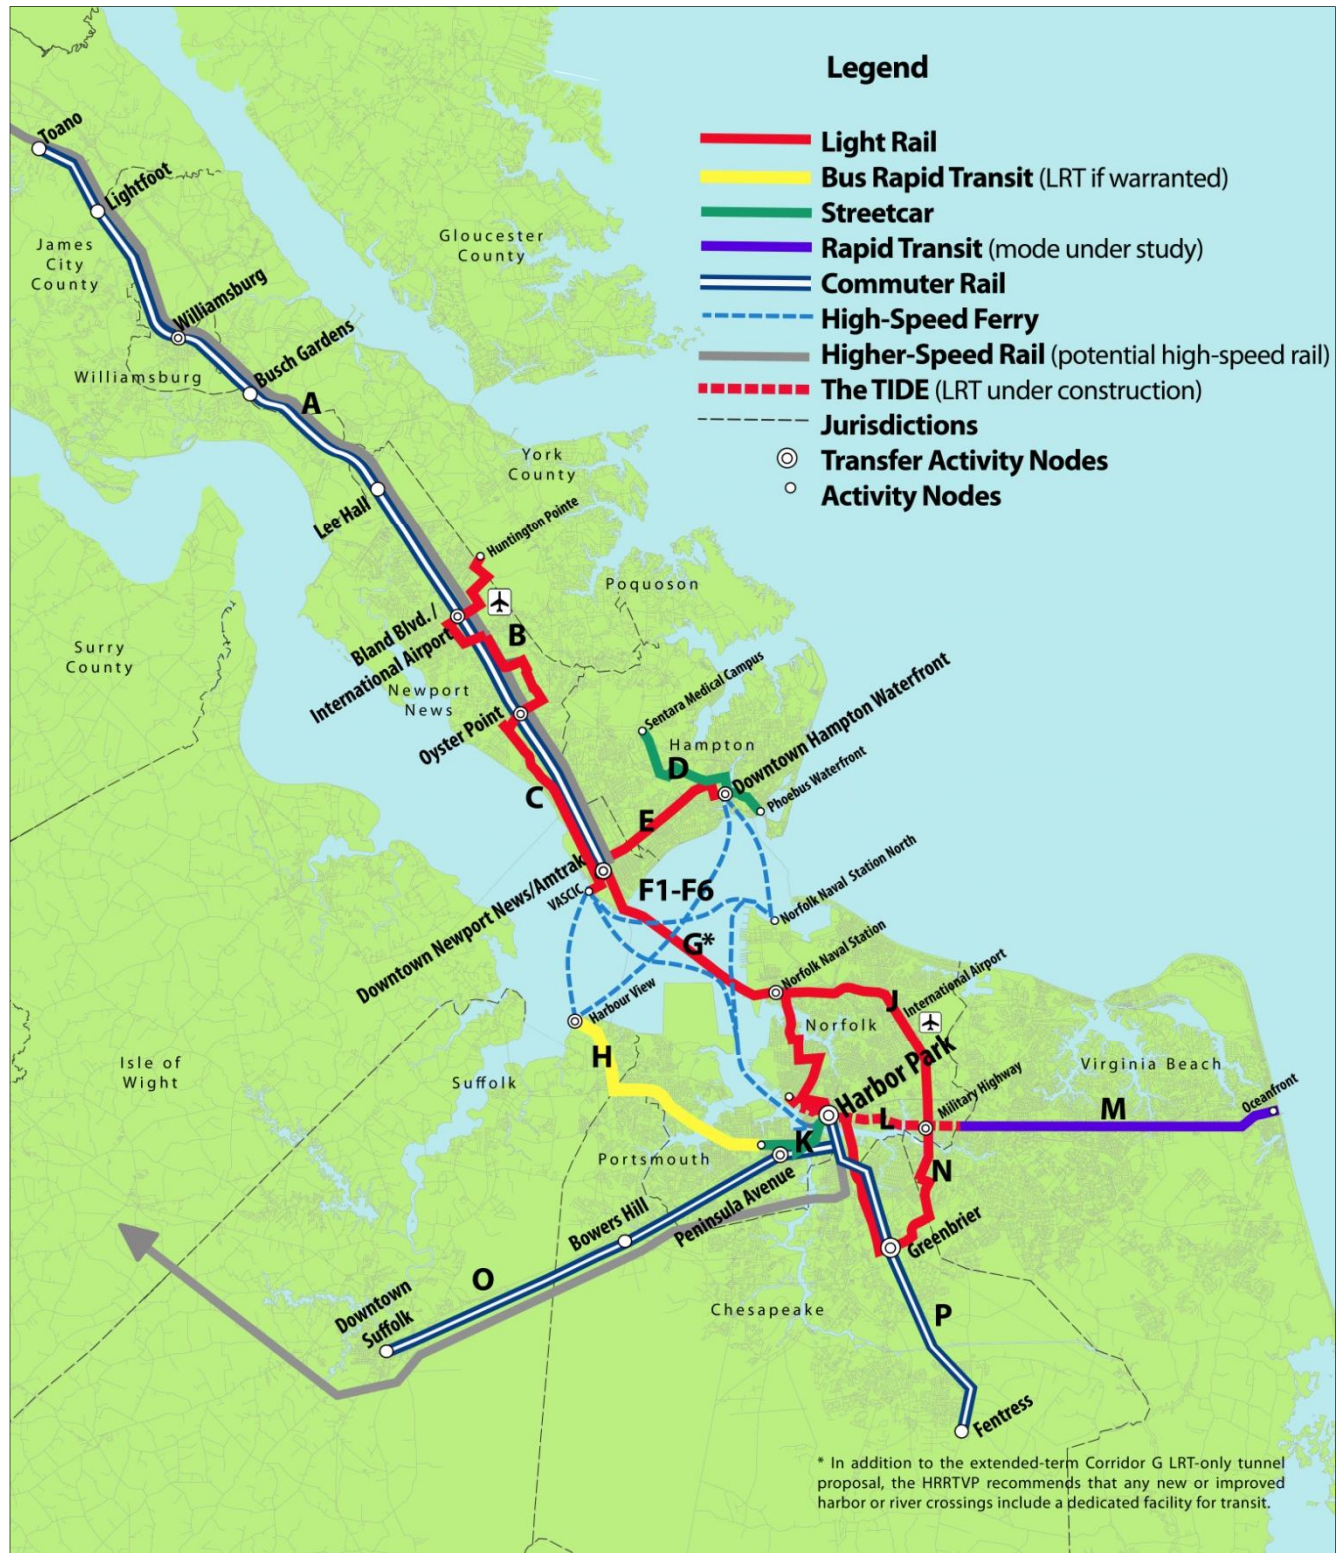 Legend
Light Rail
Bus Rapid Transit (LRT if warranted)
Streetcar
Rapid Transit (mode under study)
Commuter Rail
High-Speed Ferry
Higher-Speed Rail (potential high-speed rail)
The TIDE (LRT under construction)
Jurisdictions
Transfer Activity Nodes
Activity Nodes
Toano
Lightfoot
James
City
County
Gloucester
County
Williamsburg
Williamsburg
Busch Gardens
A
York
County
Lee Hall
Huntington Pointe
Poquoson
Surry
County
Bland Blvd. /
International Airport
B
Newport
News
Oyster Point
Sentara Medical Campus
Hampton
Downtown Hampton Waterfront
D
Phoebus Waterfront
C
E
Downtown Newport News/Amtrak
VASCIC
F1-F6
Norfolk Naval Station North
G*
Norfolk Naval Station
Harbour View
J
International Airport
Norfolk
Isle of
Wight
Suffolk
H
Harbor Park
Virginia Beach
Military Highway
L
M
Oceanfront
K
Portsmouth
N
Peninsula Avenue
Bowers Hill
Greenbrier
O
Downtown
Suffolk
Chesapeake
P
Fentress
* In addition to the extended-term Corridor G LRT-only tunnel
proposal, the HRRTVP recommends that any new or improved
harbor or river crossings include a dedicated facility for transit.